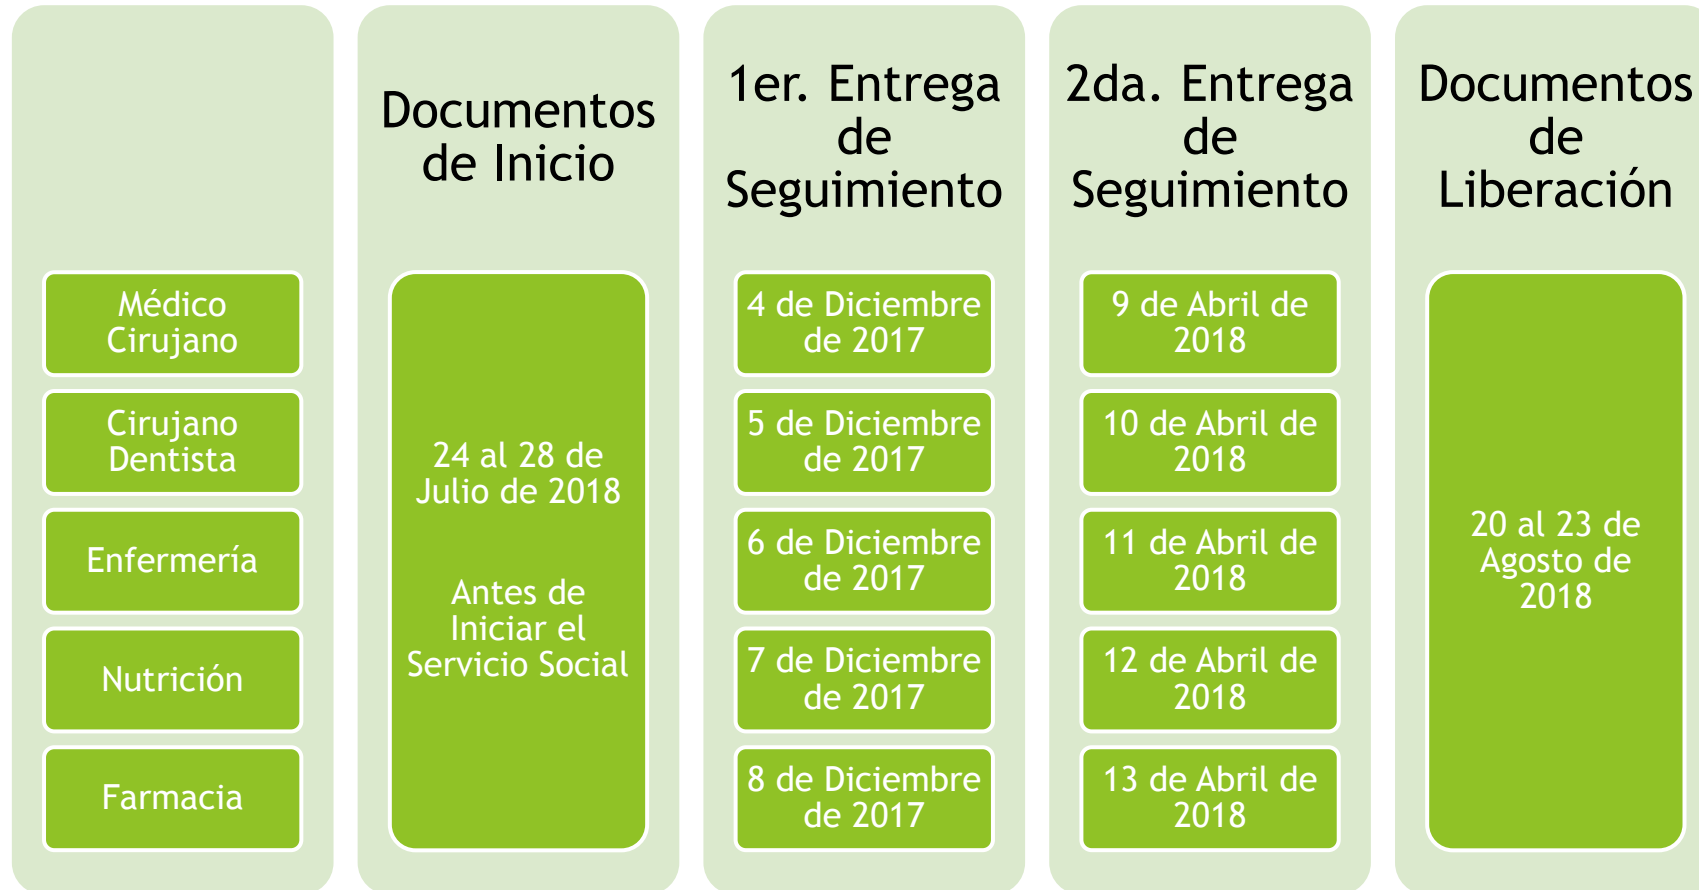 Documentos
de Inicio
1er. Entrega
de
Seguimiento
2da. Entrega
de
Seguimiento
Documentos
de
Liberación
Médico
Cirujano
Cirujano
Dentista
Enfermería
Nutrición
Farmacia
24 al 28 de
Julio de 2018
Antes de
Iniciar el
Servicio Social
4 de Diciembre
de 2017
5 de Diciembre
de 2017
6 de Diciembre
de 2017
7 de Diciembre
de 2017
8 de Diciembre
de 2017
9 de Abril de
2018
10 de Abril de
2018
11 de Abril de
2018
12 de Abril de
2018
13 de Abril de
2018
20 al 23 de
Agosto de
2018